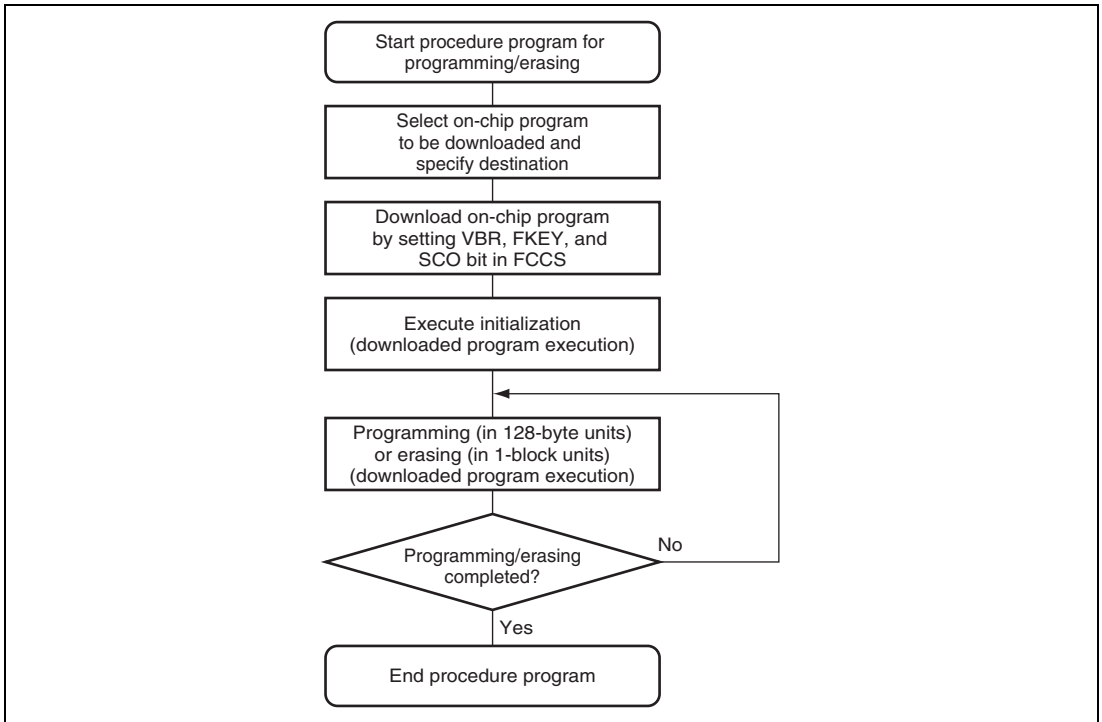 Start procedure program for
programming/erasing
Select on-chip program
to be downloaded and
specify destination
Download on-chip program
by setting VBR, FKEY, and
SCO bit in FCCS
Execute initialization
(downloaded program execution)
Programming (in 128-byte units)
or erasing (in 1-block units)
(downloaded program execution)
No
Programming/erasing
completed?
Yes
End procedure program